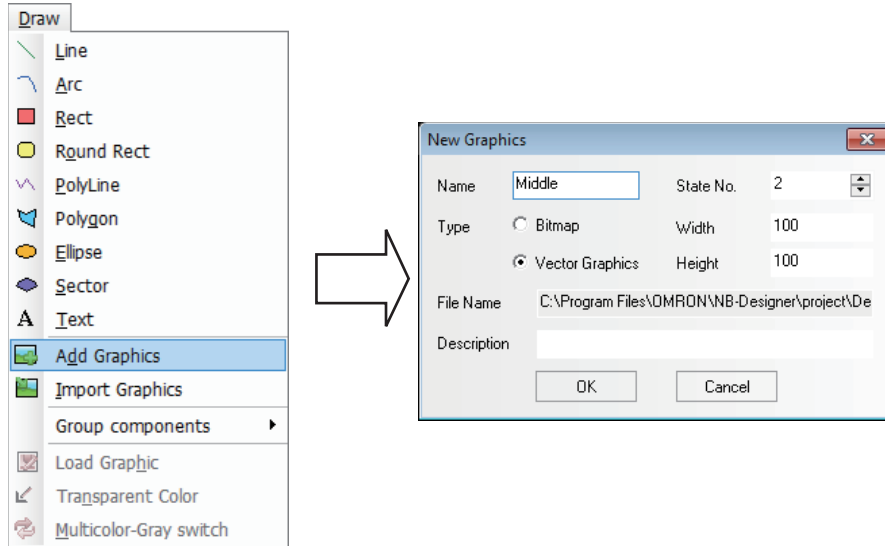 Draw
Line
Arc
Rect
Round Rect
PolyLine
Polygon
Ellipse
Sector
A Text
Add Graphics
Import Graphics
Group components
Load Graphic
Transparent Color
Multicolor-Gray switch
New Graphics
Name Middle State No. 2
Type Bitmap Width 100
Vector Graphics Height 100
File Name C:\Program Files\OMRON\NB-Designer\project\De
Description
OK Cancel